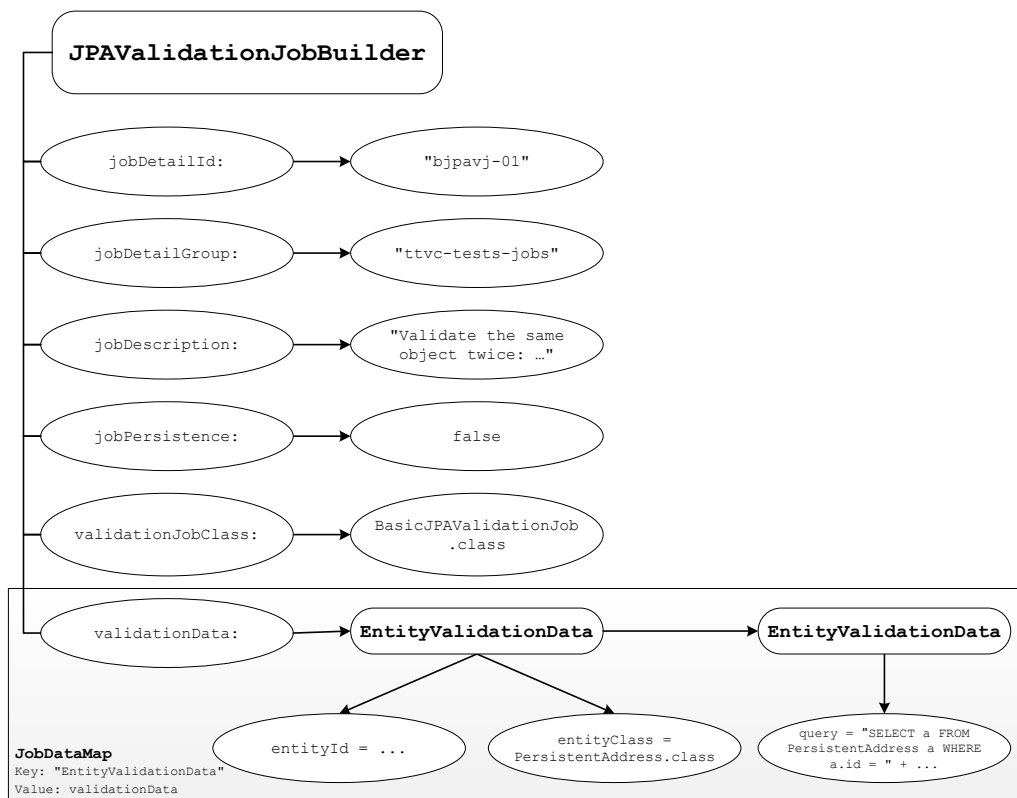 JPAValidationJobBuilder
jobDetailId:
"bjpavj-01"
jobDetailGroup:
"ttvc-tests-jobs"
jobDescription:
"Validate the same
object twice: …"
jobPersistence:
false
validationJobClass:
BasicJPAValidationJob
.class
validationData:
EntityValidationData
EntityValidationData
entityId = ...
entityClass =
PersistentAddress.class
query = "SELECT a FROM
PersistentAddress a WHERE
a.id = " + ...
JobDataMap
Key: "EntityValidationData"
Value: validationData